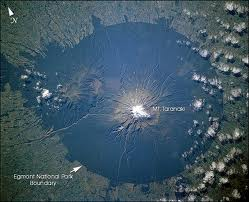 N
Mt. Taranaki
Egmont National Park
Boundary